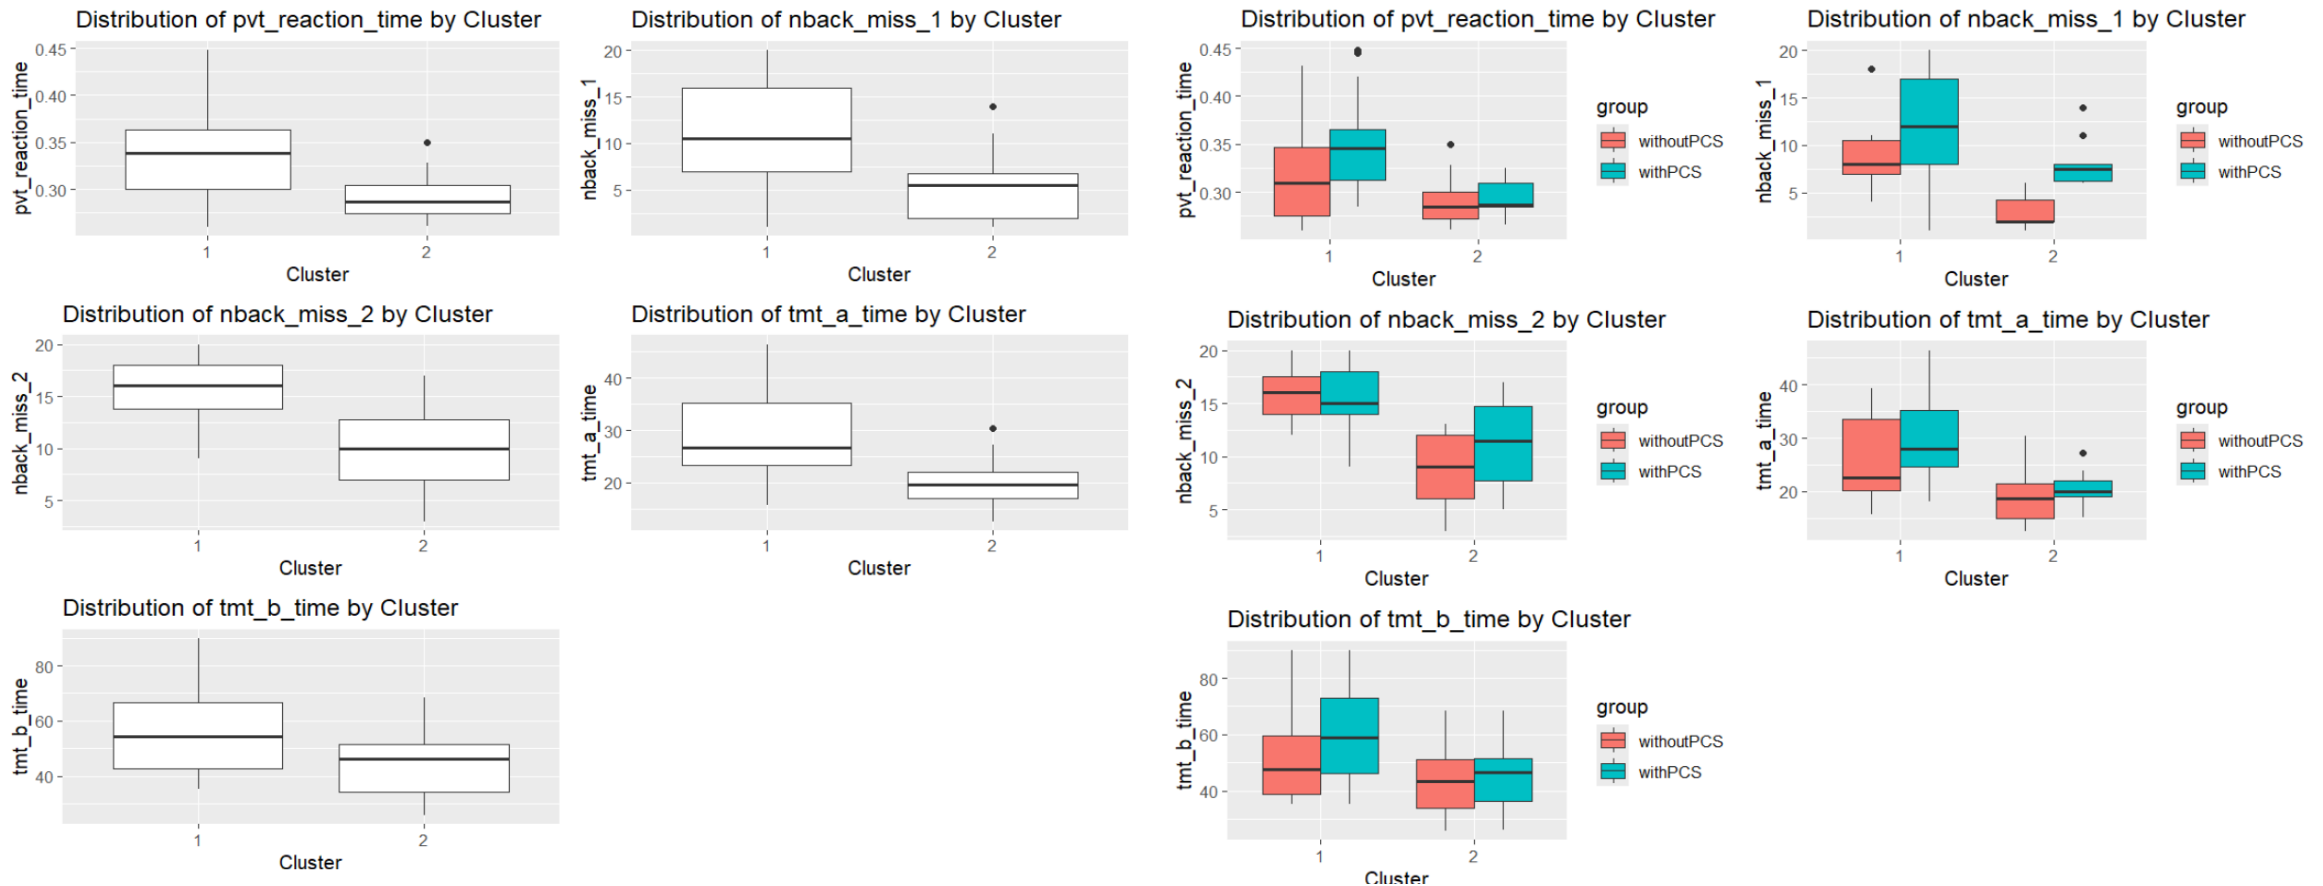 Distribution of pvt_reaction_time by Cluster
pvt_reaction_time
0.45
0.40
0.35
0.30
1
2
Cluster
Distribution of nback_miss_1 by Cluster
nback_miss_1
20
15
10
5
1
2
Cluster
Distribution of pvt_reaction_time by Cluster
pvt_reaction_time
0.45
0.40
0.35
0.30
1
2
Cluster
group
withoutPCS
withPCS
Distribution of nback_miss_1 by Cluster
nback_miss_1
20
15
10
5
1
2
Cluster
group
withoutPCS
withPCS
Distribution of nback_miss_2 by Cluster
nback_miss_2
20
15
10
5
1
2
Cluster
Distribution of tmt_a_time by Cluster
tmt_a_time
40
30
20
1
2
Cluster
Distribution of nback_miss_2 by Cluster
nback_miss_2
20
15
10
5
1
2
Cluster
group
withoutPCS
withPCS
Distribution of tmt_a_time by Cluster
tmt_a_time
40
30
20
1
2
Cluster
group
withoutPCS
withPCS
Distribution of tmt_b_time by Cluster
tmt_b_time
80
60
40
1
2
Cluster
Distribution of tmt_b_time by Cluster
tmt_b_time
80
60
40
1
2
Cluster
group
withoutPCS
withPCS